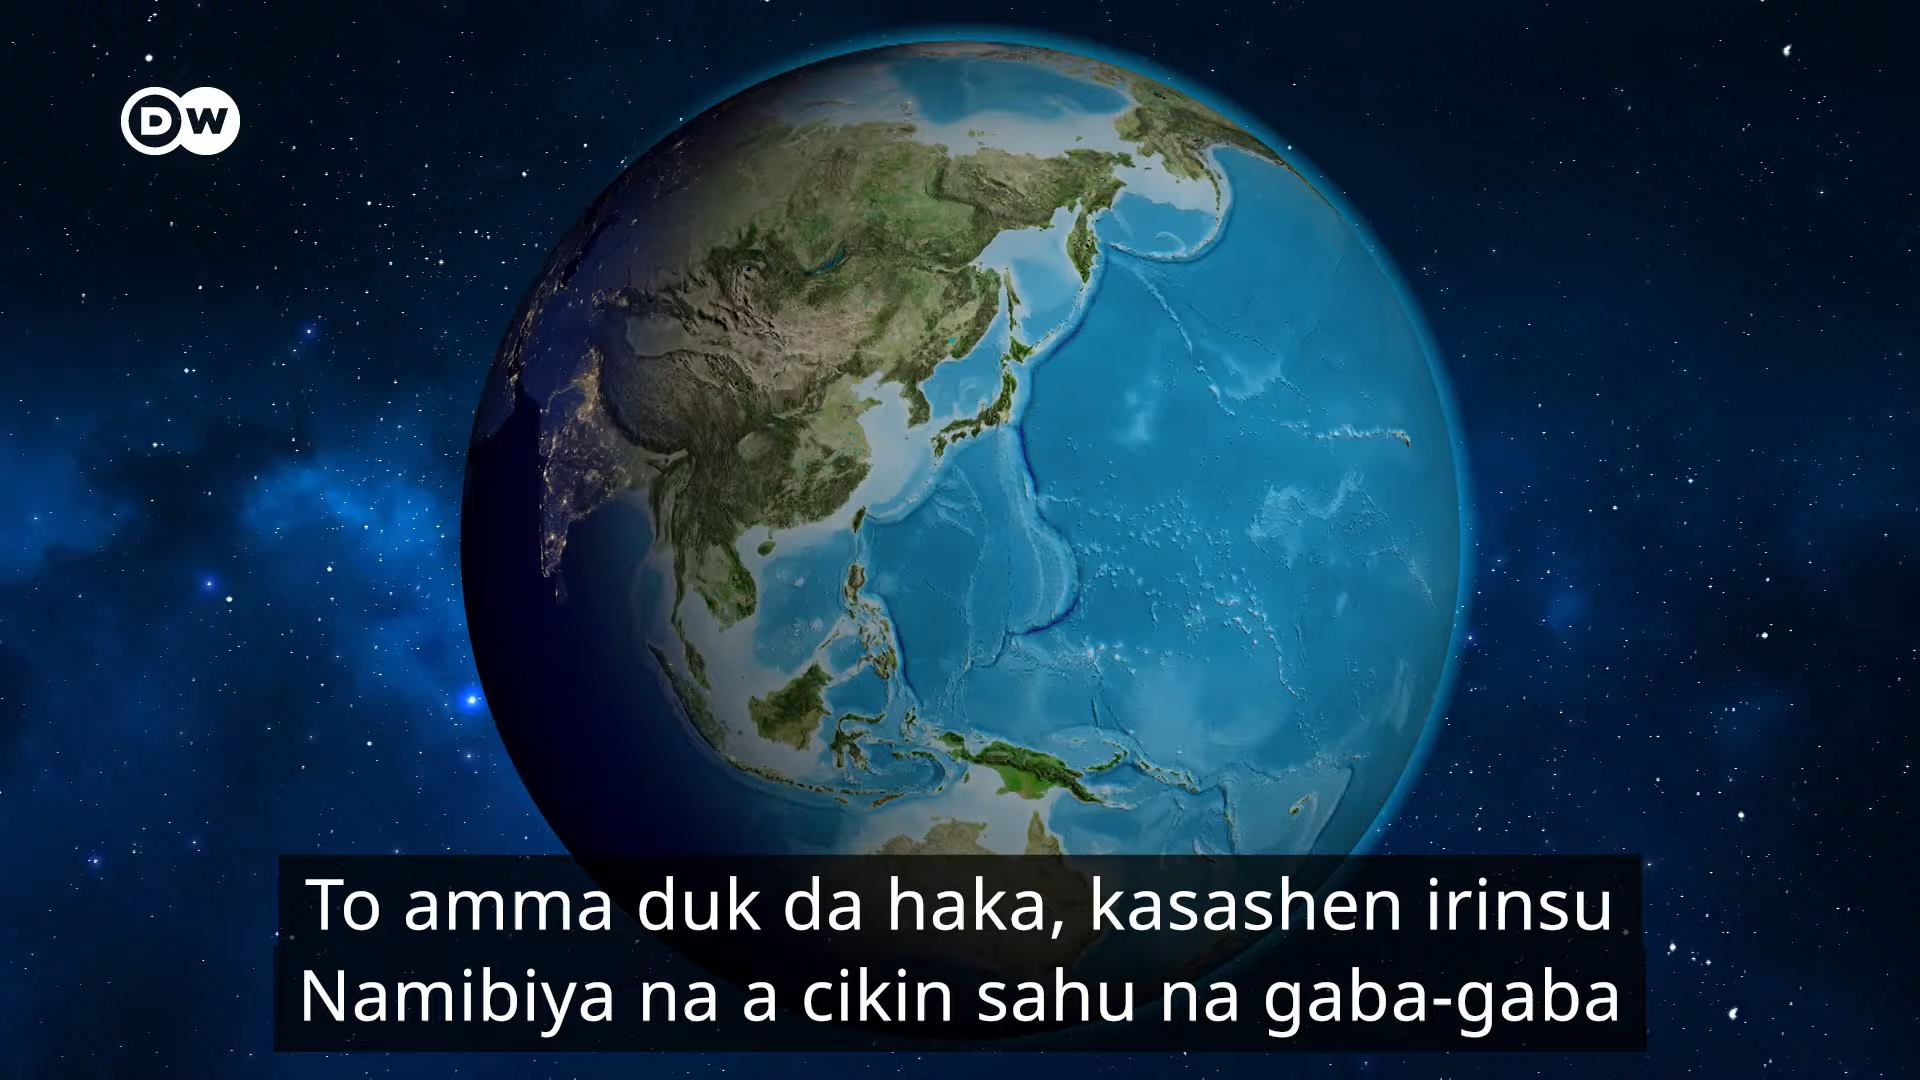 DW
To amma duk da haka, kasashen irinsu
Namibiya na a cikin sahu na gaba-gaba